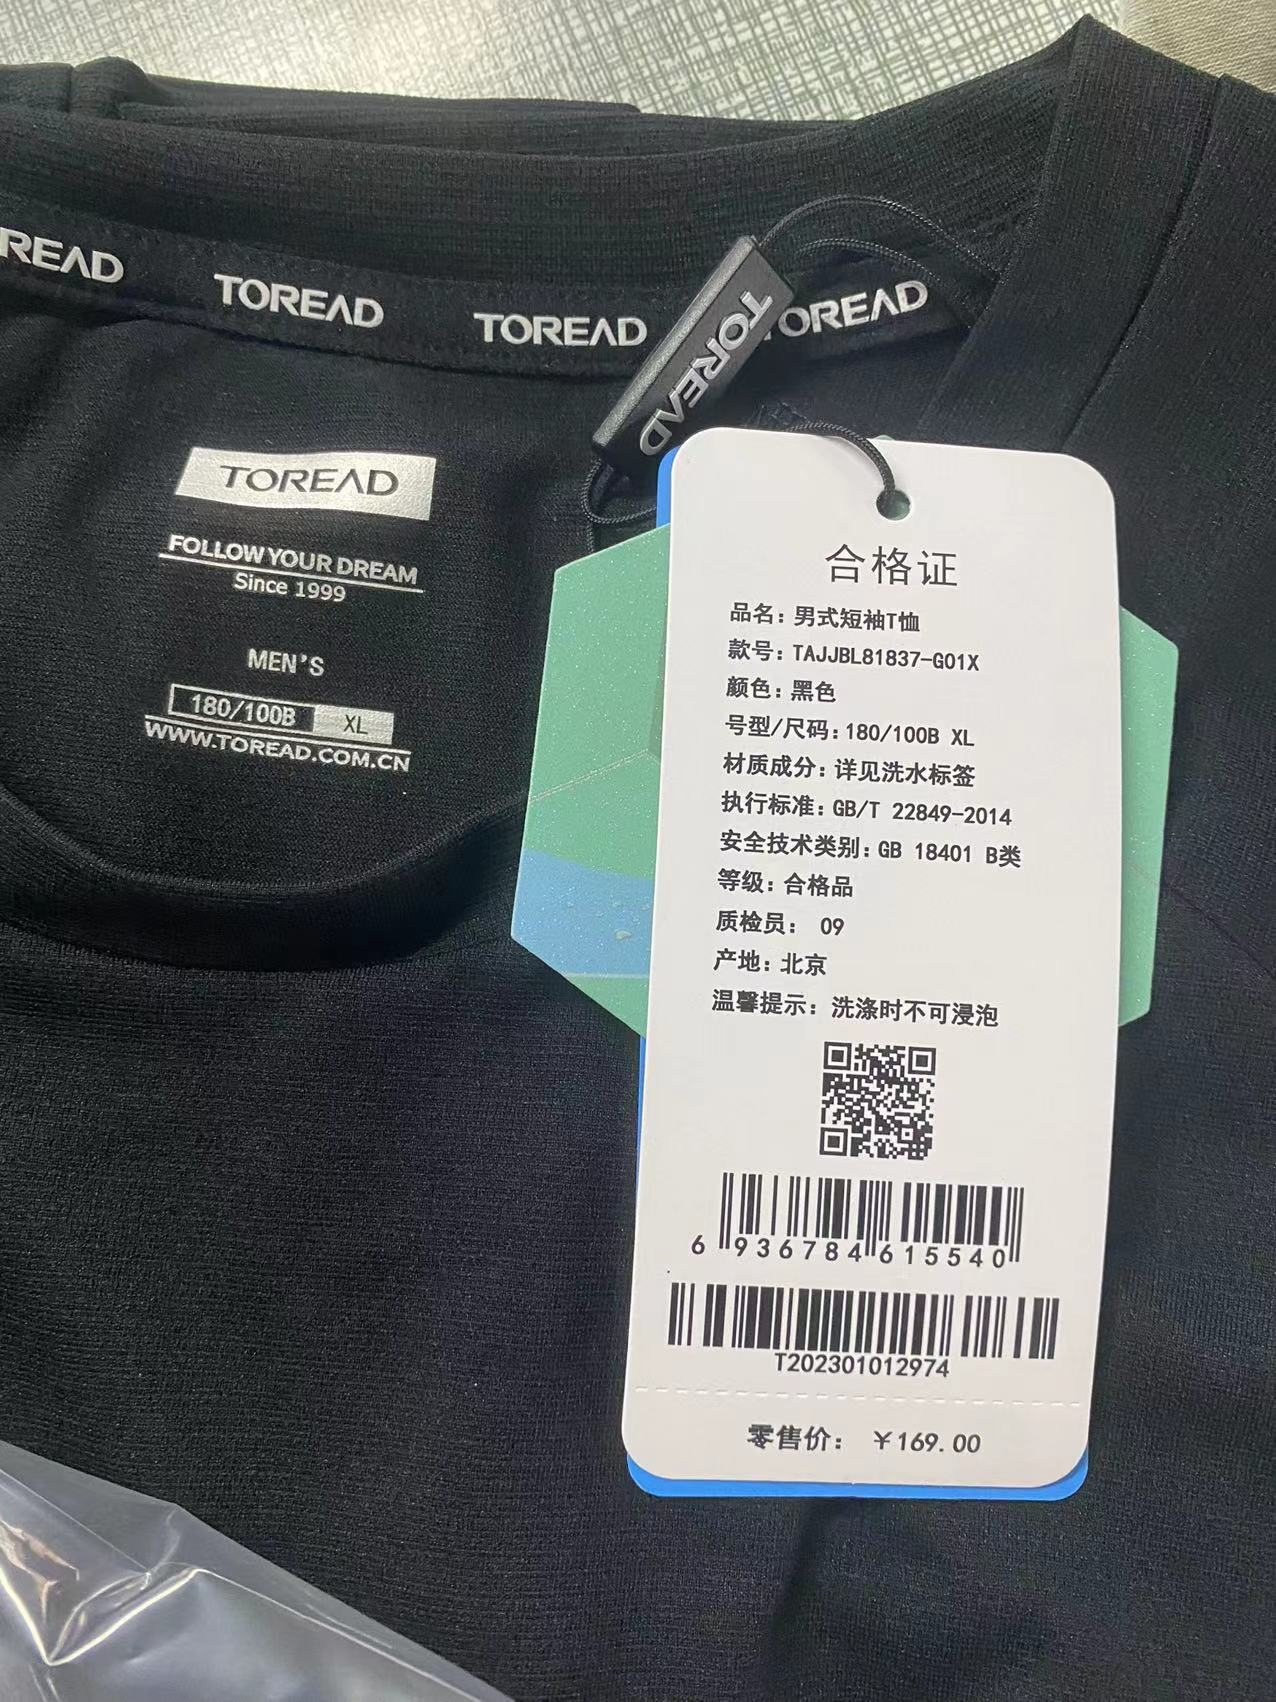 READ
TOREAD
TOREAD
TOREAD
TOREAD
TOREAD
FOLLOW YOUR DREAM
Since 1999
MEN'S
180/100B XL
WWW.TOREAD.COM.CN
合格证
品名: 男式短袖T恤
款号: TAJJBL81837-G01X
颜色: 黑色
号型/尺码: 180/100B XL
材质成分: 详见洗水标签
执行标准: GB/T 22849-2014
安全技术类别: GB 18401 B类
等级: 合格品
质检员: 09
产地: 北京
温馨提示: 洗涤时不可浸泡
6 936784 615540
T202301012974
零售价: ￥169.00